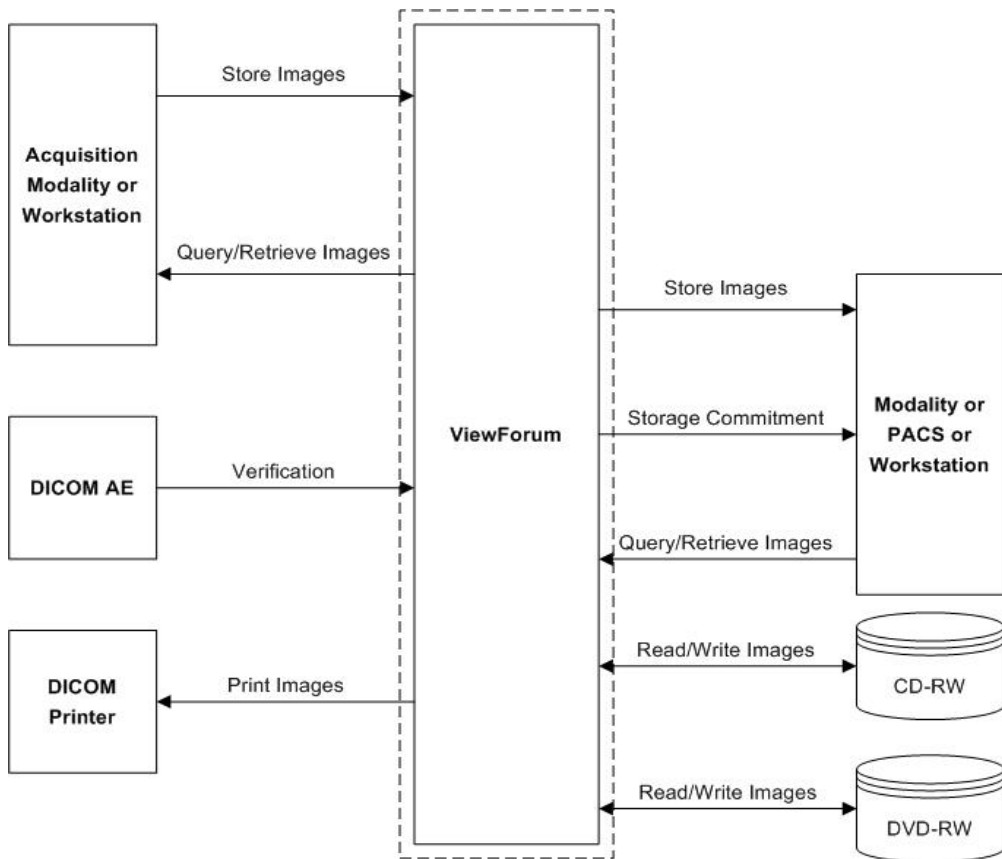 Store Images
Acquisition
Modality or
Workstation
Query/Retrieve Images
DICOM AE
Verification
DICOM
Printer
Print Images
ViewForum
Store Images
Storage Commitment
Modality or
PACS or
Workstation
Query/Retrieve Images
Read/Write Images
CD-RW
Read/Write Images
DVD-RW